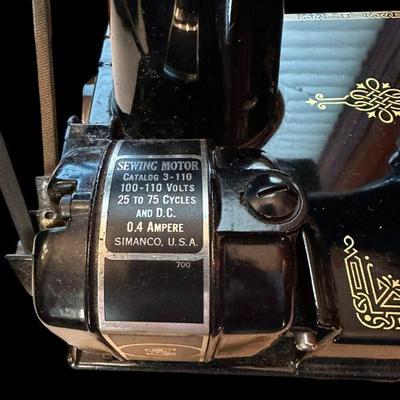 SEWING MOTOR
CATALOG 3-110
100-110 VOLTS
25 TO 75 CYCLES
AND D.C.
0.4 AMPERE
SIMANCO, U.S.A.
700